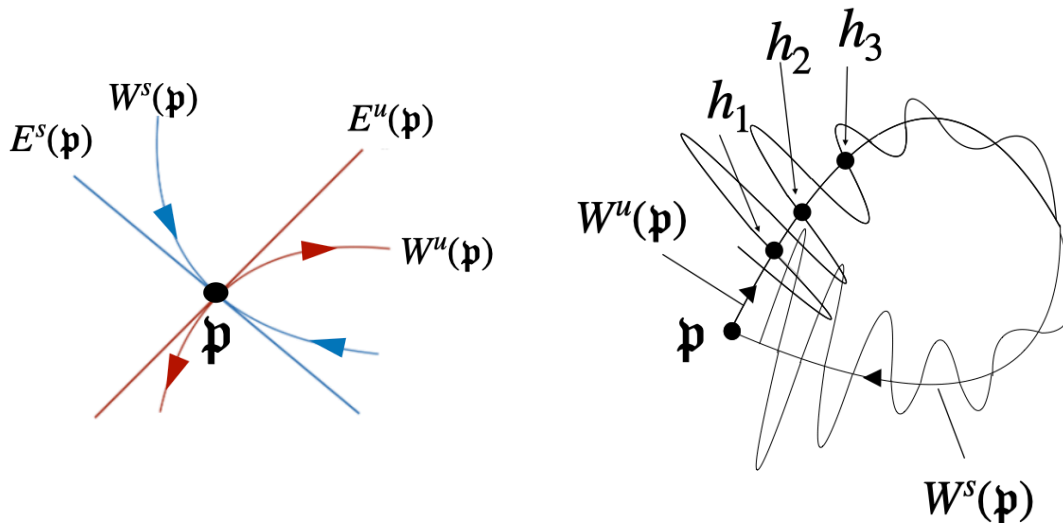 W^s(𝔭)
E^s(𝔭)
E^u(𝔭)
W^u(𝔭)
𝔭
h_1
h_2
h_3
W^u(𝔭)
𝔭
W^s(𝔭)